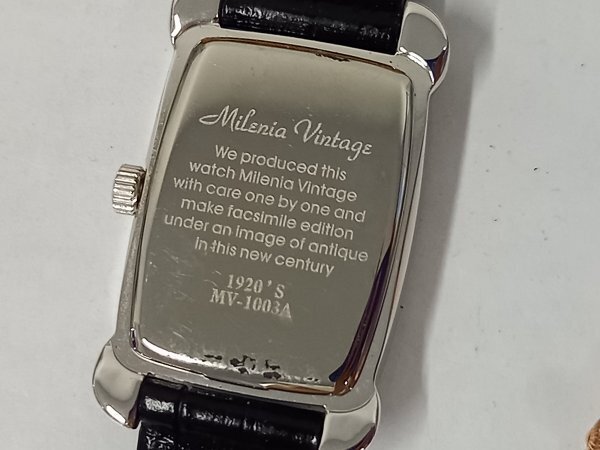 Milenia Vintage
We produced this
watch Milenia Vintage
with care one by one and
make facsimile edition
under an image of antique
in this new century
1920'S
MV-1003A